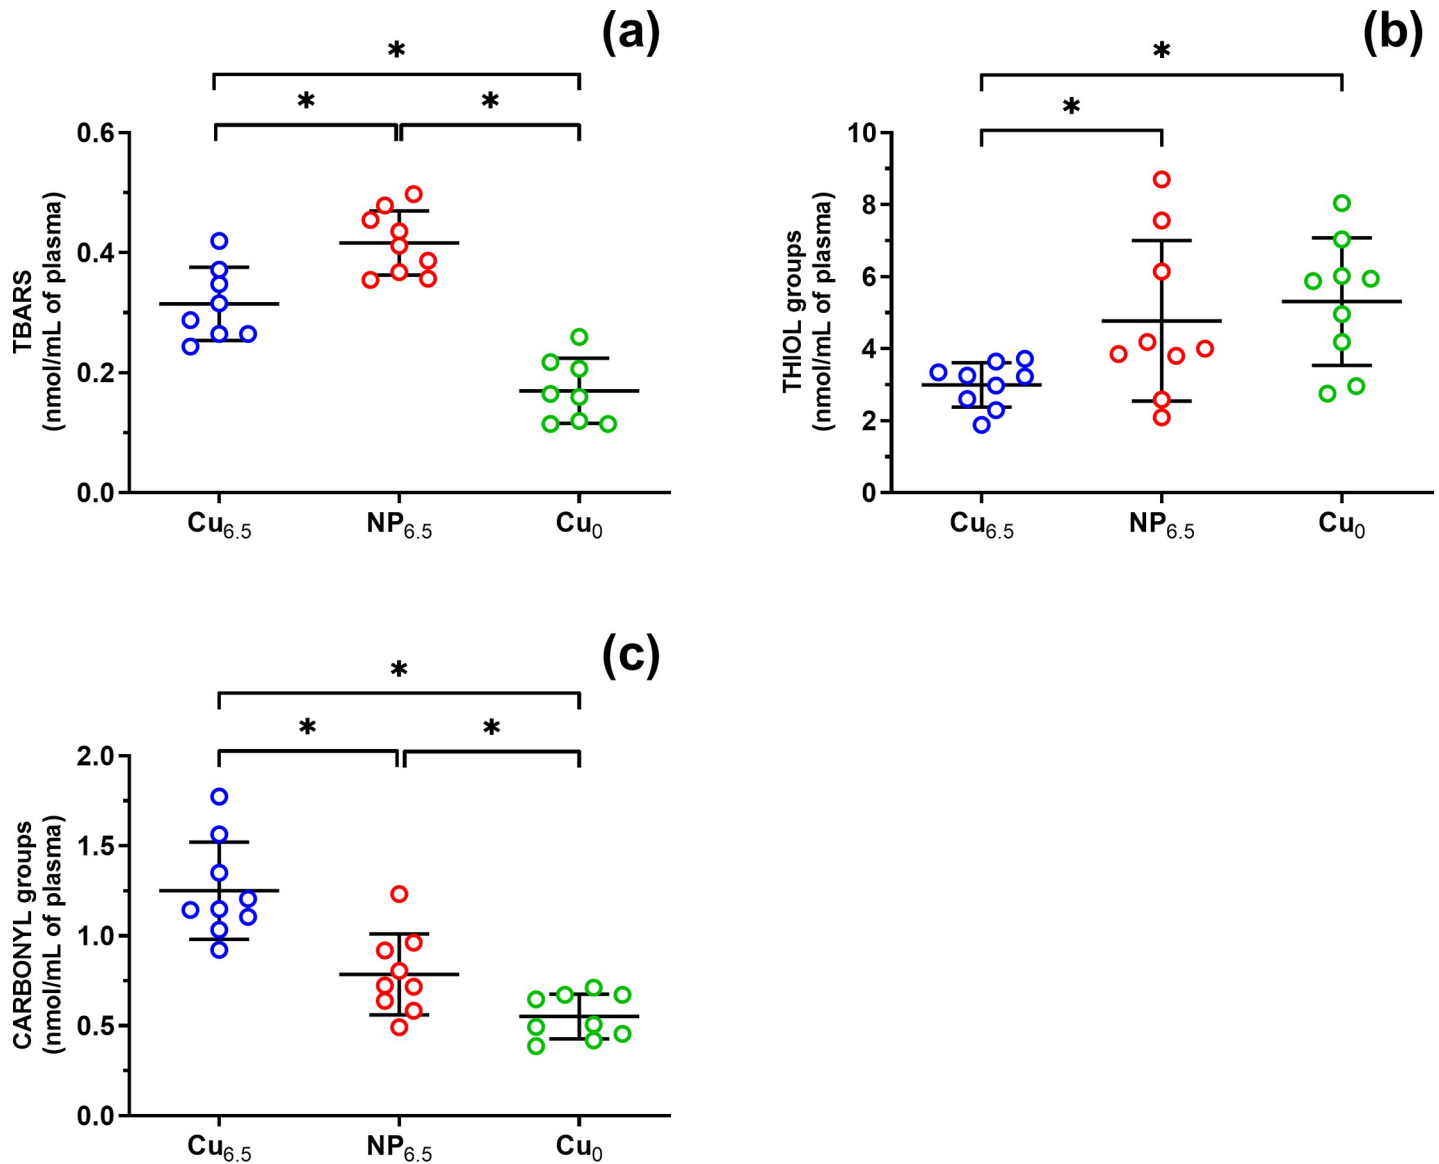 (a)
*
* *
TBARS
(nmol/mL of plasma)
0.6
0.4
0.2
0.0
Cu6.5 NP6.5 Cu0
(b)
*
*
THIOL groups
(nmol/mL of plasma)
10
8
6
4
2
0
Cu6.5 NP6.5 Cu0
(c)
*
* *
CARBONYL groups
(nmol/mL of plasma)
2.0
1.5
1.0
0.5
0.0
Cu6.5 NP6.5 Cu0